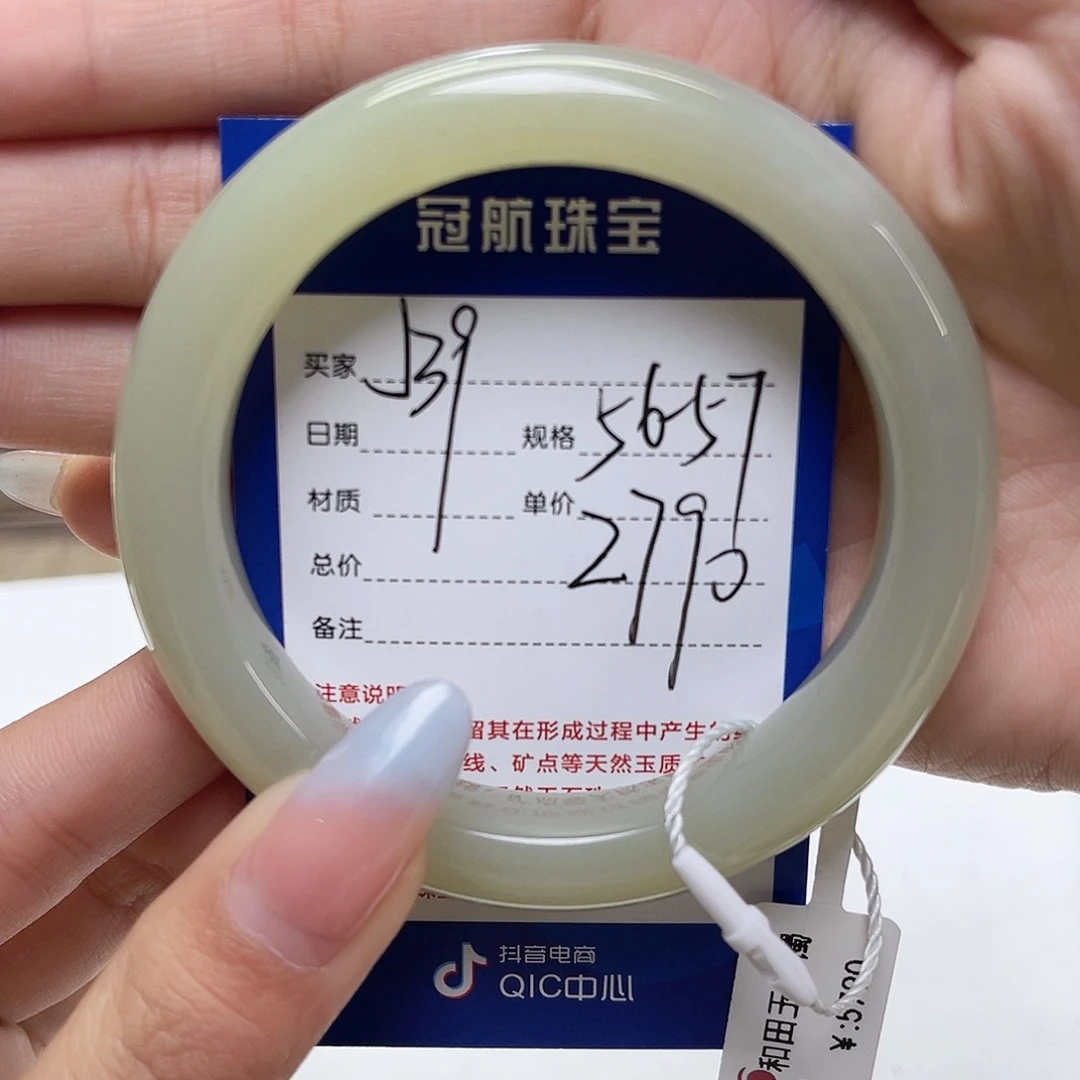 冠航珠宝
买家 J39
日期 规格 5657
材质 单价 2790
总价
备注
注意说明
留其在形成过程中产生的
线、矿点等天然玉质
抖音电商
QIC中心
和田玉